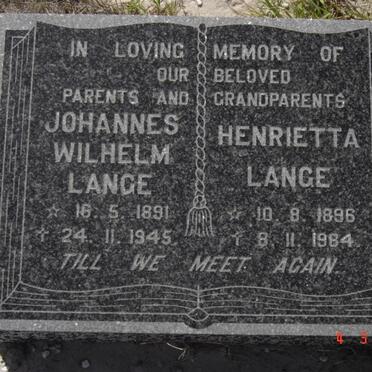 IN LOVING MEMORY OF
OUR BELOVED
PARENTS AND GRANDPARENTS
JOHANNES
WILHELM
LANGE
☆ 16. 5. 1891
† 24. 11. 1945.
HENRIETTA
LANGE
☆ 10. 8. 1896
† 8. 11. 1984.
TILL WE MEET AGAIN.